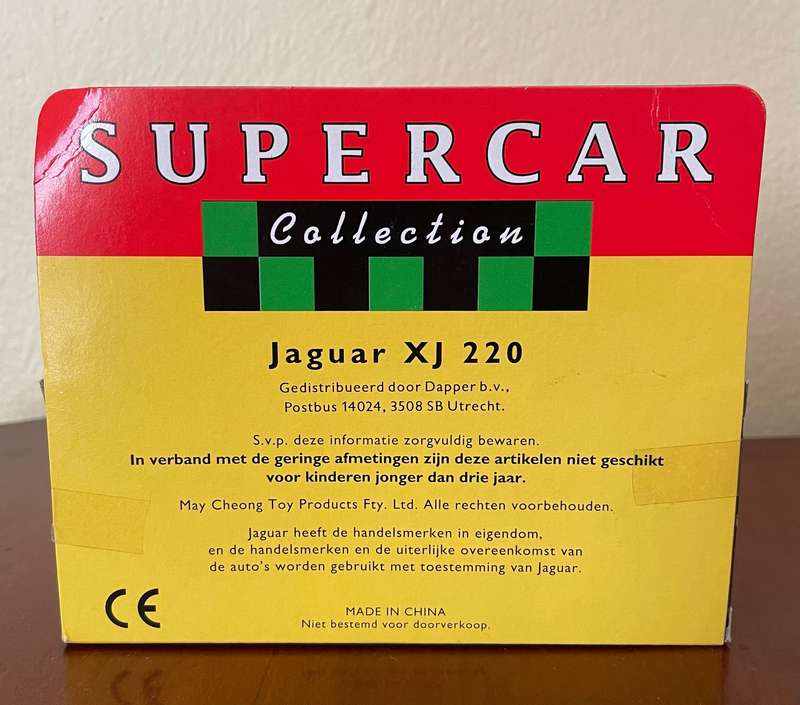 SUPERCAR
Collection
Jaguar XJ 220
Gedistribueerd door Dapper b.v.,
Postbus 14024, 3508 SB Utrecht.
S.v.p. deze informatie zorgvuldig bewaren.
In verband met de geringe afmetingen zijn deze artikelen niet geschikt
voor kinderen jonger dan drie jaar.
May Cheong Toy Products Fty. Ltd. Alle rechten voorbehouden.
Jaguar heeft de handelsmerken in eigendom,
en de handelsmerken en de uiterlijke overeenkomst van
de auto's worden gebruikt met toestemming van Jaguar.
CE
MADE IN CHINA
Niet bestemd voor doorverkoop.